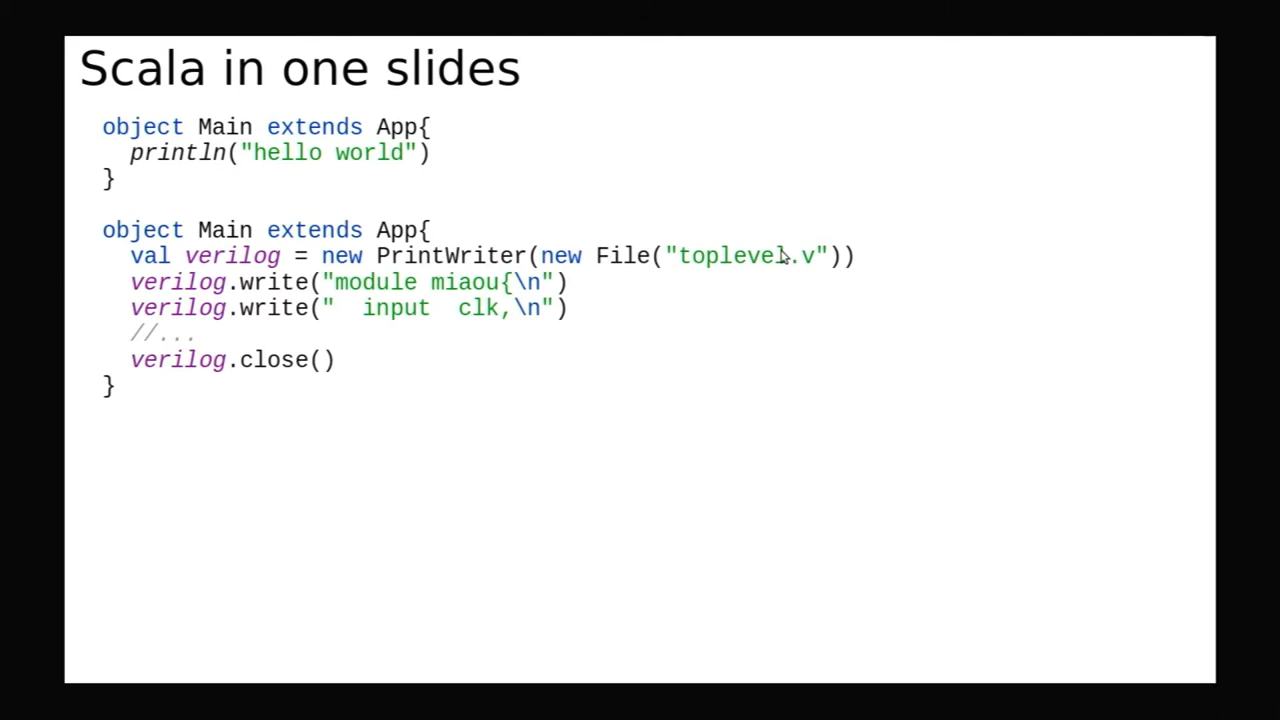 Scala in one slides
object Main extends App{
  println("hello world")
}
object Main extends App{
  val verilog = new PrintWriter(new File("toplevel.v"))
  verilog.write("module miaou{\n")
  verilog.write("  input  clk,\n")
  //...
  verilog.close()
}